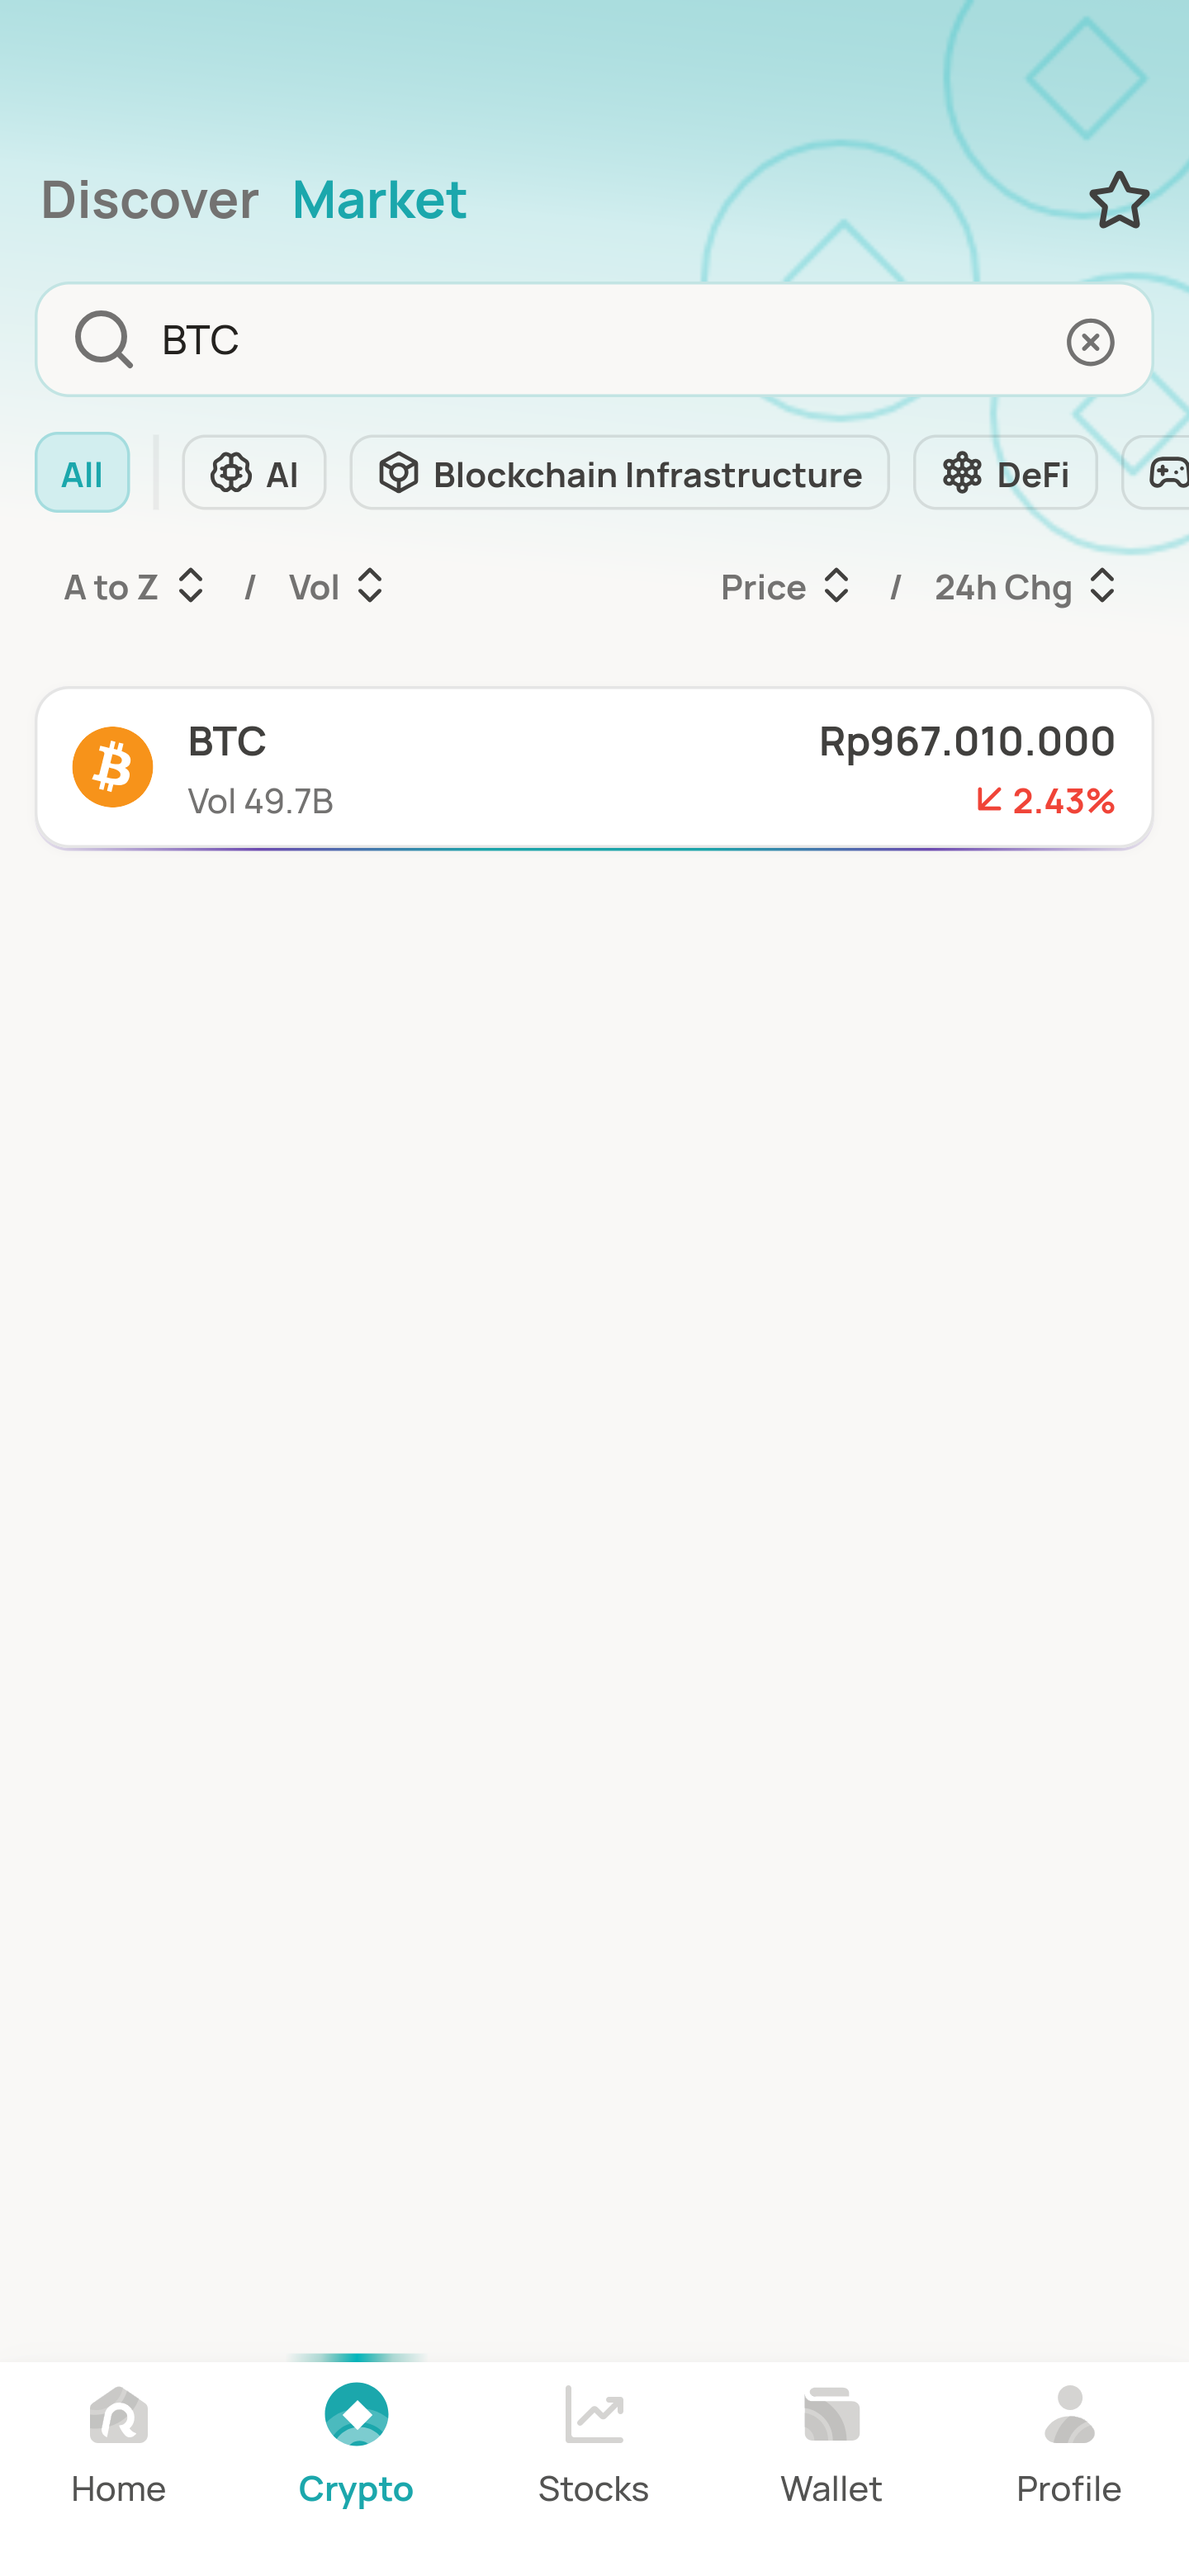 Discover Market
BTC
All AI Blockchain Infrastructure DeFi
A to Z / Vol Price / 24h Chg
BTC Rp967.010.000
Vol 49.7B 2.43%
Home Crypto Stocks Wallet Profile